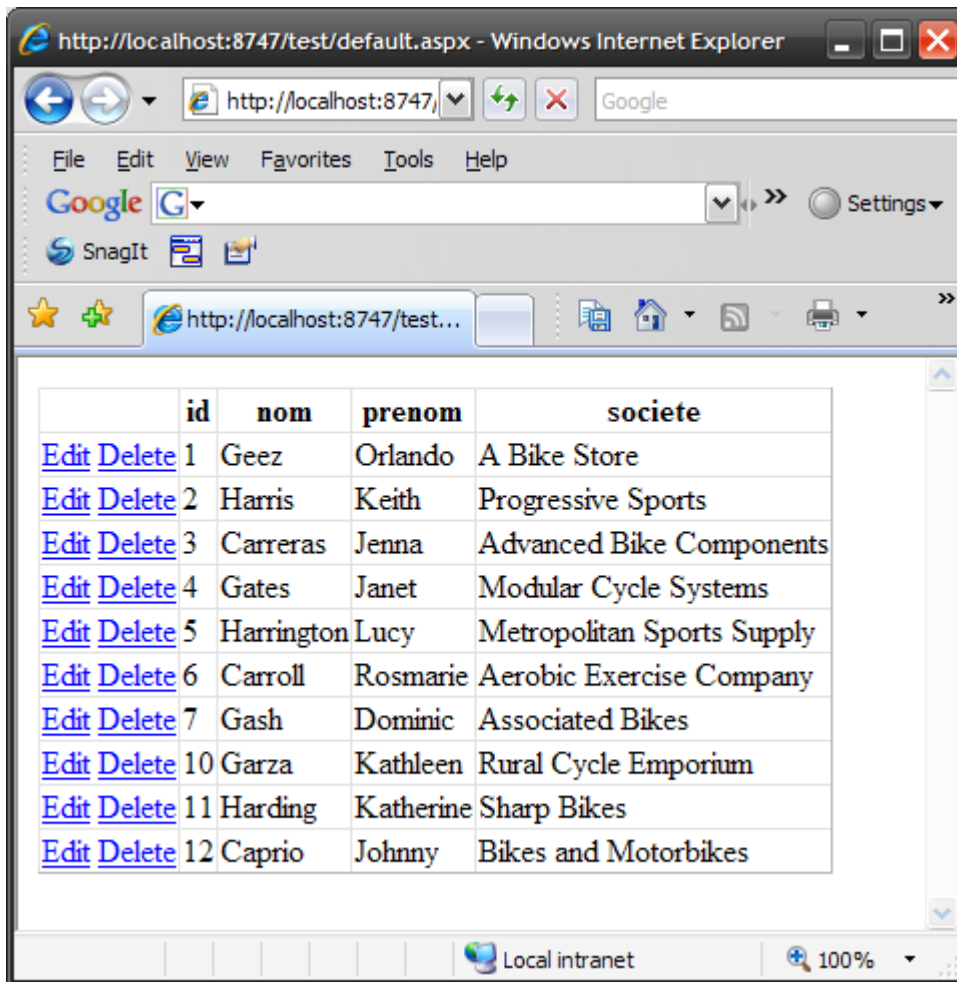 http://localhost:8747/test/default.aspx - Windows Internet Explorer
http://localhost:8747/ Google
File Edit View Favorites Tools Help
Google G Settings
SnagIt
http://localhost:8747/test...
id nom prenom societe
Edit Delete 1 Geez Orlando A Bike Store
Edit Delete 2 Harris Keith Progressive Sports
Edit Delete 3 Carreras Jenna Advanced Bike Components
Edit Delete 4 Gates Janet Modular Cycle Systems
Edit Delete 5 Harrington Lucy Metropolitan Sports Supply
Edit Delete 6 Carroll Rosmarie Aerobic Exercise Company
Edit Delete 7 Gash Dominic Associated Bikes
Edit Delete 10 Garza Kathleen Rural Cycle Emporium
Edit Delete 11 Harding Katherine Sharp Bikes
Edit Delete 12 Caprio Johnny Bikes and Motorbikes
Local intranet 100%